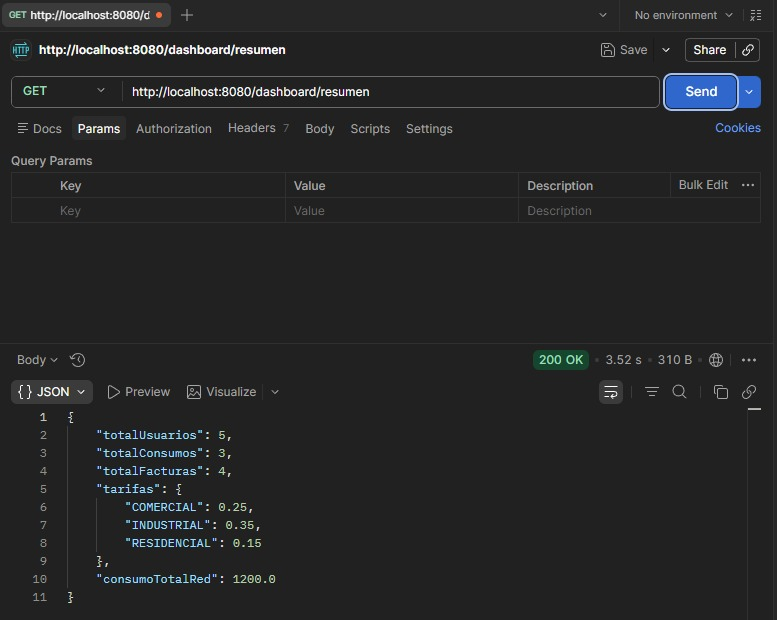 GET http://localhost:8080/d
No environment
HTTP http://localhost:8080/dashboard/resumen
Save
Share
GET
http://localhost:8080/dashboard/resumen
Send
Docs Params Authorization Headers 7 Body Scripts Settings
Cookies
Query Params
Key Value Description Bulk Edit
Key Value Description
Body
200 OK • 3.52 s • 310 B
{} JSON Preview Visualize
1 {
2 "totalUsuarios": 5,
3 "totalConsumos": 3,
4 "totalFacturas": 4,
5 "tarifas": {
6 "COMERCIAL": 0.25,
7 "INDUSTRIAL": 0.35,
8 "RESIDENCIAL": 0.15
9 },
10 "consumoTotalRed": 1200.0
11 }